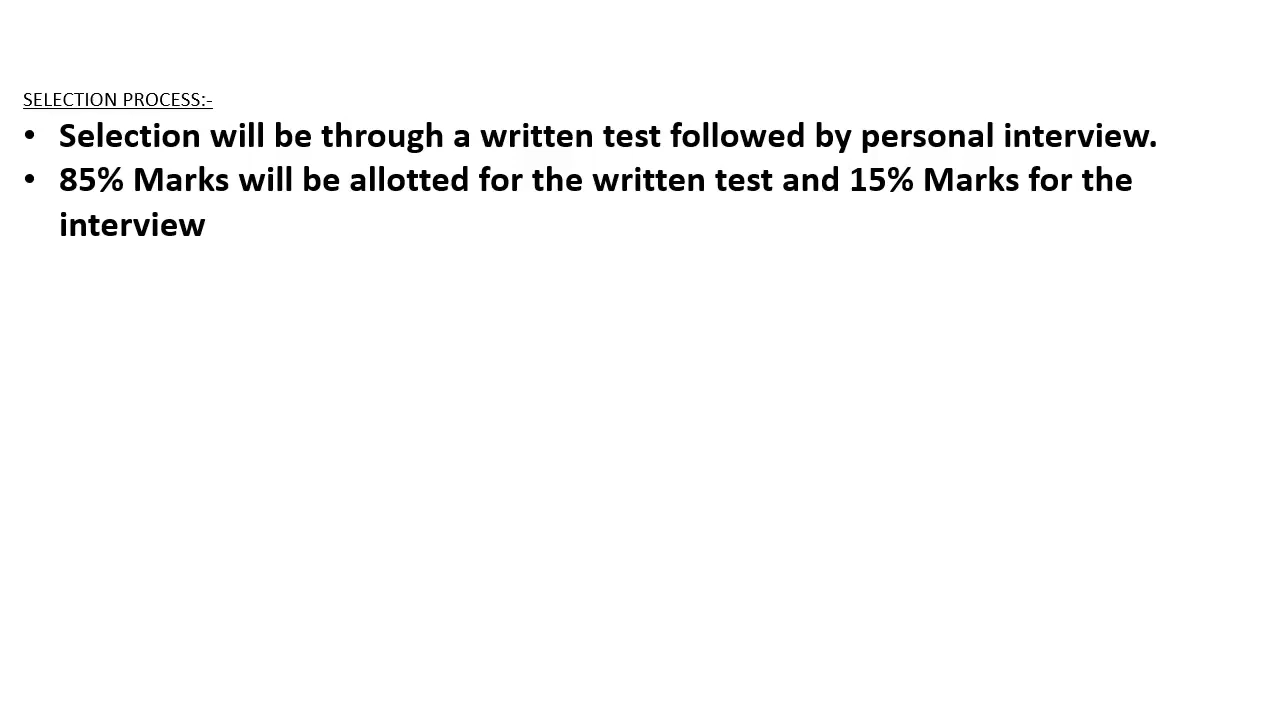 SELECTION PROCESS:-
• Selection will be through a written test followed by personal interview.
• 85% Marks will be allotted for the written test and 15% Marks for the
interview